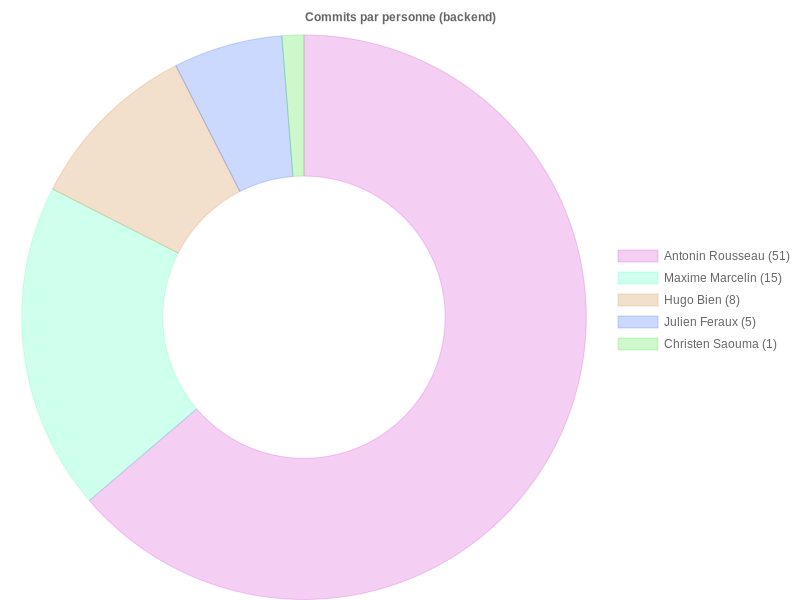 Commits par personne (backend)
Antonin Rousseau (51)
Maxime Marcelin (15)
Hugo Bien (8)
Julien Feraux (5)
Christen Saouma (1)